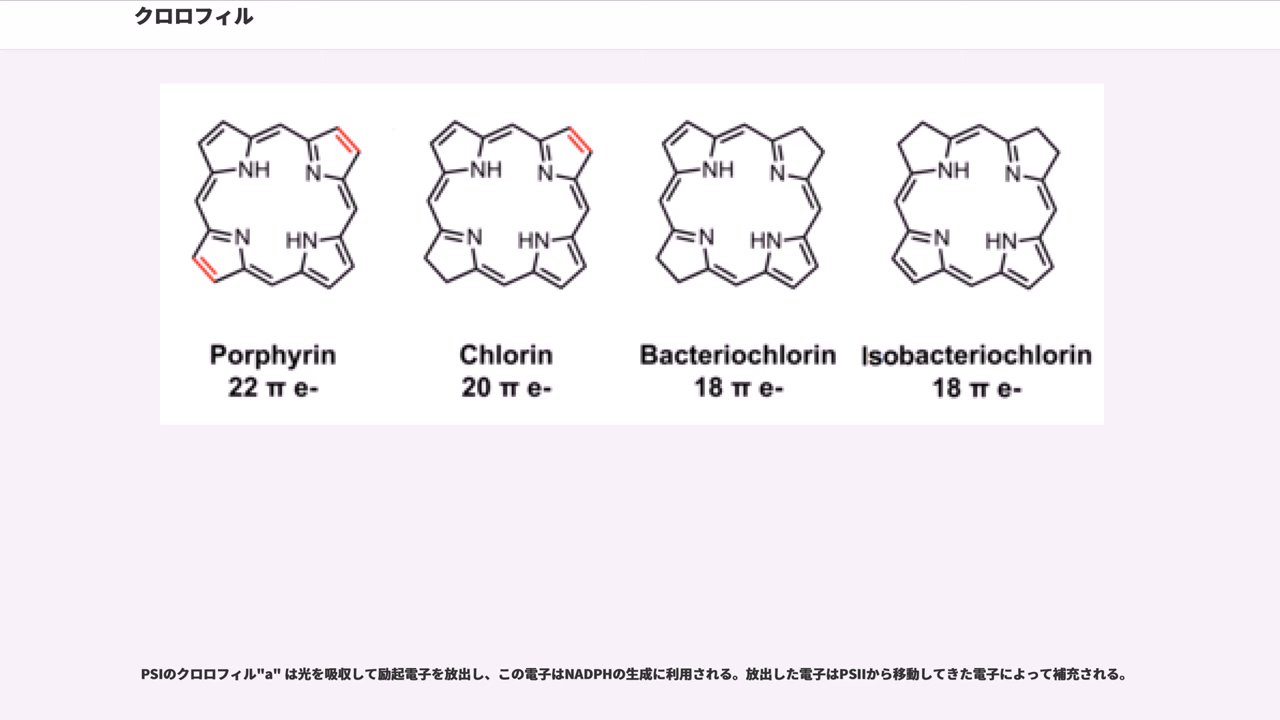 クロロフィル
NH
N
N
HN
NH
N
N
HN
NH
N
N
HN
NH
N
N
HN
Porphyrin
22 π e-
Chlorin
20 π e-
Bacteriochlorin
18 π e-
Isobacteriochlorin
18 π e-
PSIのクロロフィル"a" は光を吸収して励起電子を放出し、この電子はNADPHの生成に利用される。放出した電子はPSIIから移動してきた電子によって補充される。